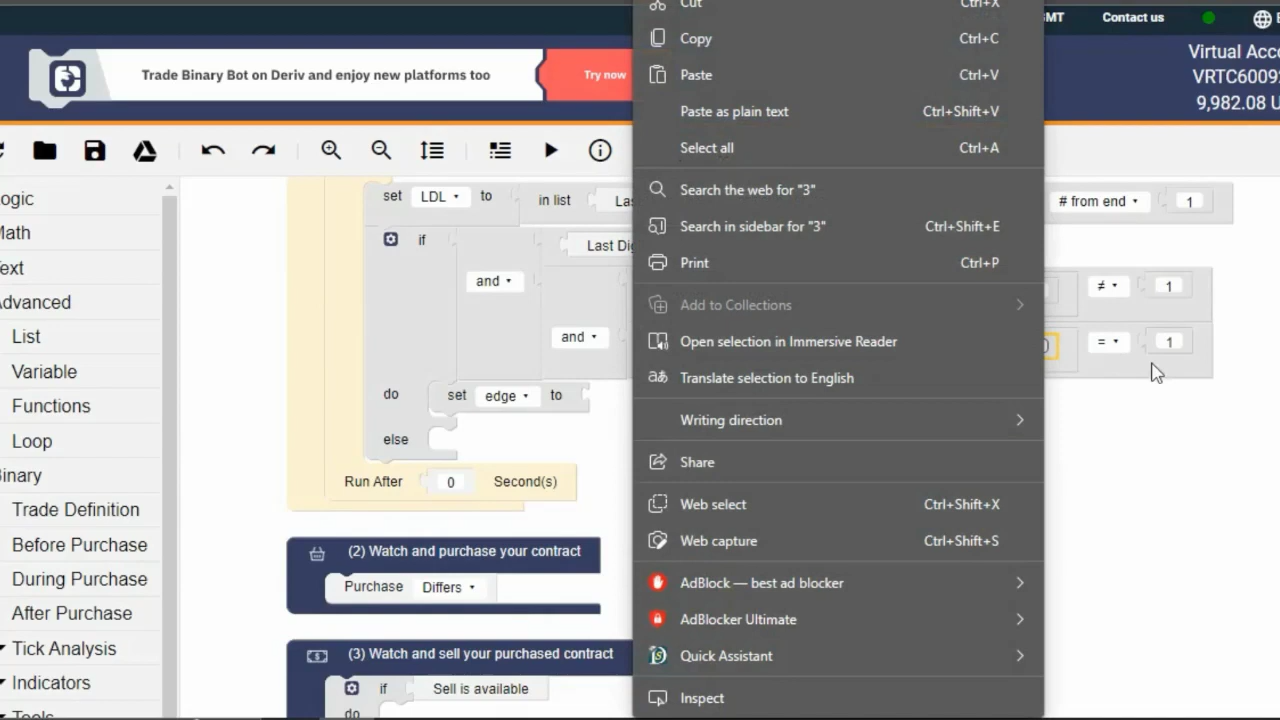 Cut Ctrl+X
MT Contact us
Trade Binary Bot on Deriv and enjoy new platforms too Try now
Virtual Acco
VRTC6009
9,982.08 U
Copy Ctrl+C
Paste Ctrl+V
Paste as plain text Ctrl+Shift+V
Select all Ctrl+A
Search the web for "3"
Search in sidebar for "3" Ctrl+Shift+E
Print Ctrl+P
Add to Collections
Open selection in Immersive Reader
Translate selection to English
Writing direction
Share
Web select Ctrl+Shift+X
Web capture Ctrl+Shift+S
AdBlock — best ad blocker
AdBlocker Ultimate
Quick Assistant
Inspect
ogic
Math
ext
Advanced
List
Variable
Functions
Loop
Binary
Trade Definition
Before Purchase
During Purchase
After Purchase
Tick Analysis
Indicators
Tools
set LDL to in list Las
# from end 1
if Last Dig
and
≠ 1
and
= 1
do set edge to
else
Run After 0 Second(s)
(2) Watch and purchase your contract
Purchase Differs
(3) Watch and sell your purchased contract
if Sell is available
do